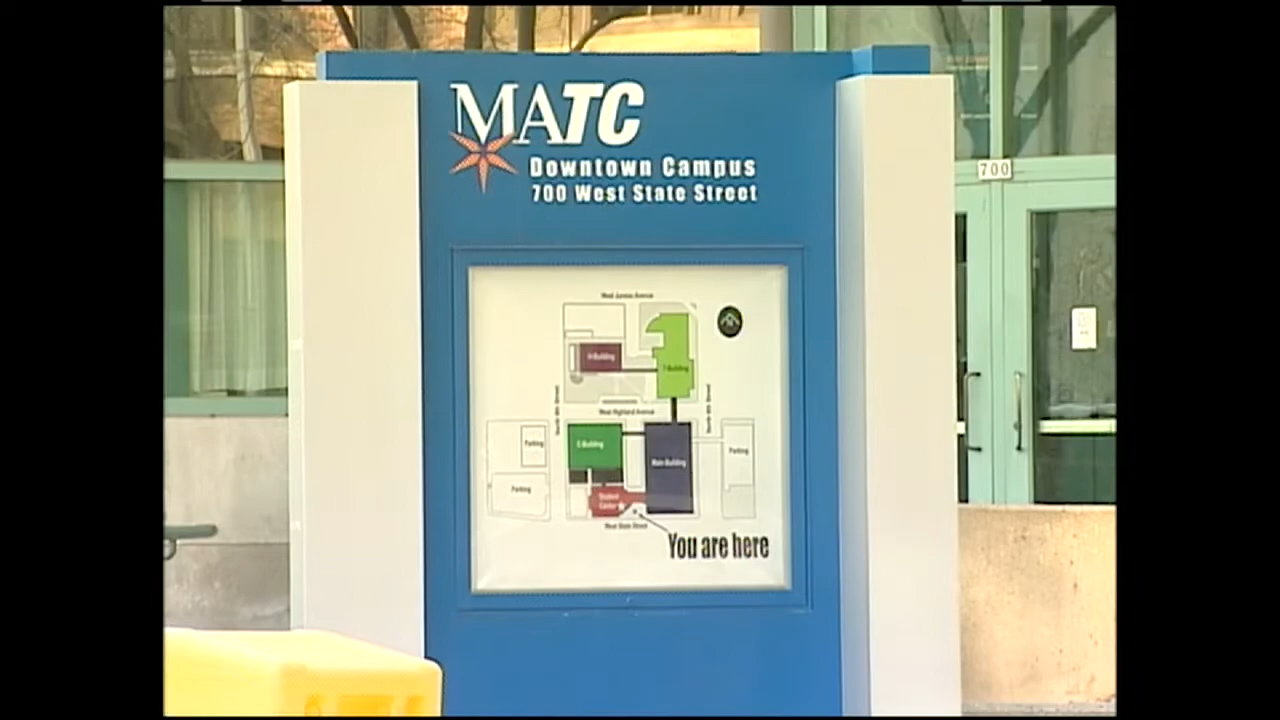 MATC
Downtown Campus
700 West State Street
700
West Juneau Avenue
H-Building
T-Building
West Highland Avenue
S-Building
Main Building
Parking
Parking
Parking
Student
Center
West State Street
You are here